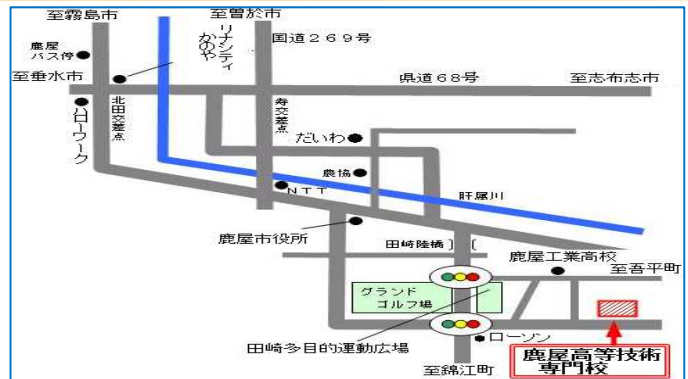 至霧島市
至曽於市
鹿屋
バス停
リナシティ
かのや
国道269号
至垂水市
県道68号
至志布志市
ハローワーク
北田交差点
寿交差点
だいわ
農協
NTT
肝属川
鹿屋市役所
田崎陸橋
鹿屋工業高校
至吾平町
グランド
ゴルフ場
ローソン
田崎多目的運動広場
至錦江町
鹿屋高等技術
専門校